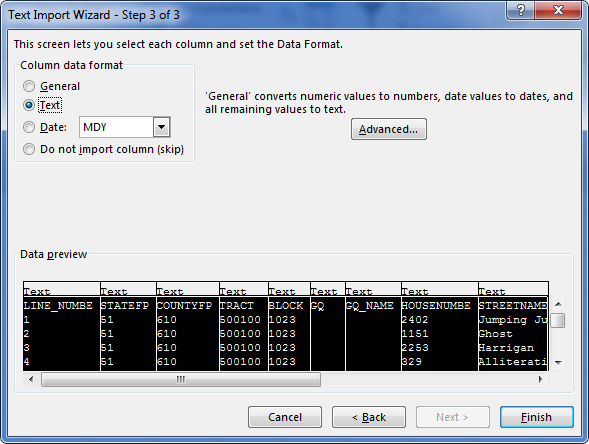 Text Import Wizard - Step 3 of 3
This screen lets you select each column and set the Data Format.
Column data format
General
Text
Date: MDY
Do not import column (skip)
'General' converts numeric values to numbers, date values to dates, and
all remaining values to text.
Advanced...
Data preview
Text Text Text Text Text Text Text Text Text
LINE_NUMBE STATEFP COUNTYFP TRACT BLOCK GQ GQ_NAME HOUSENUMBE STREETNAME
1 51 610 500100 1023 2402 Jumping Ju
2 51 610 500100 1023 1151 Ghost
3 51 610 500100 1023 2253 Harrigan
4 51 610 500100 1023 329 Alliterati
Cancel < Back Next > Finish